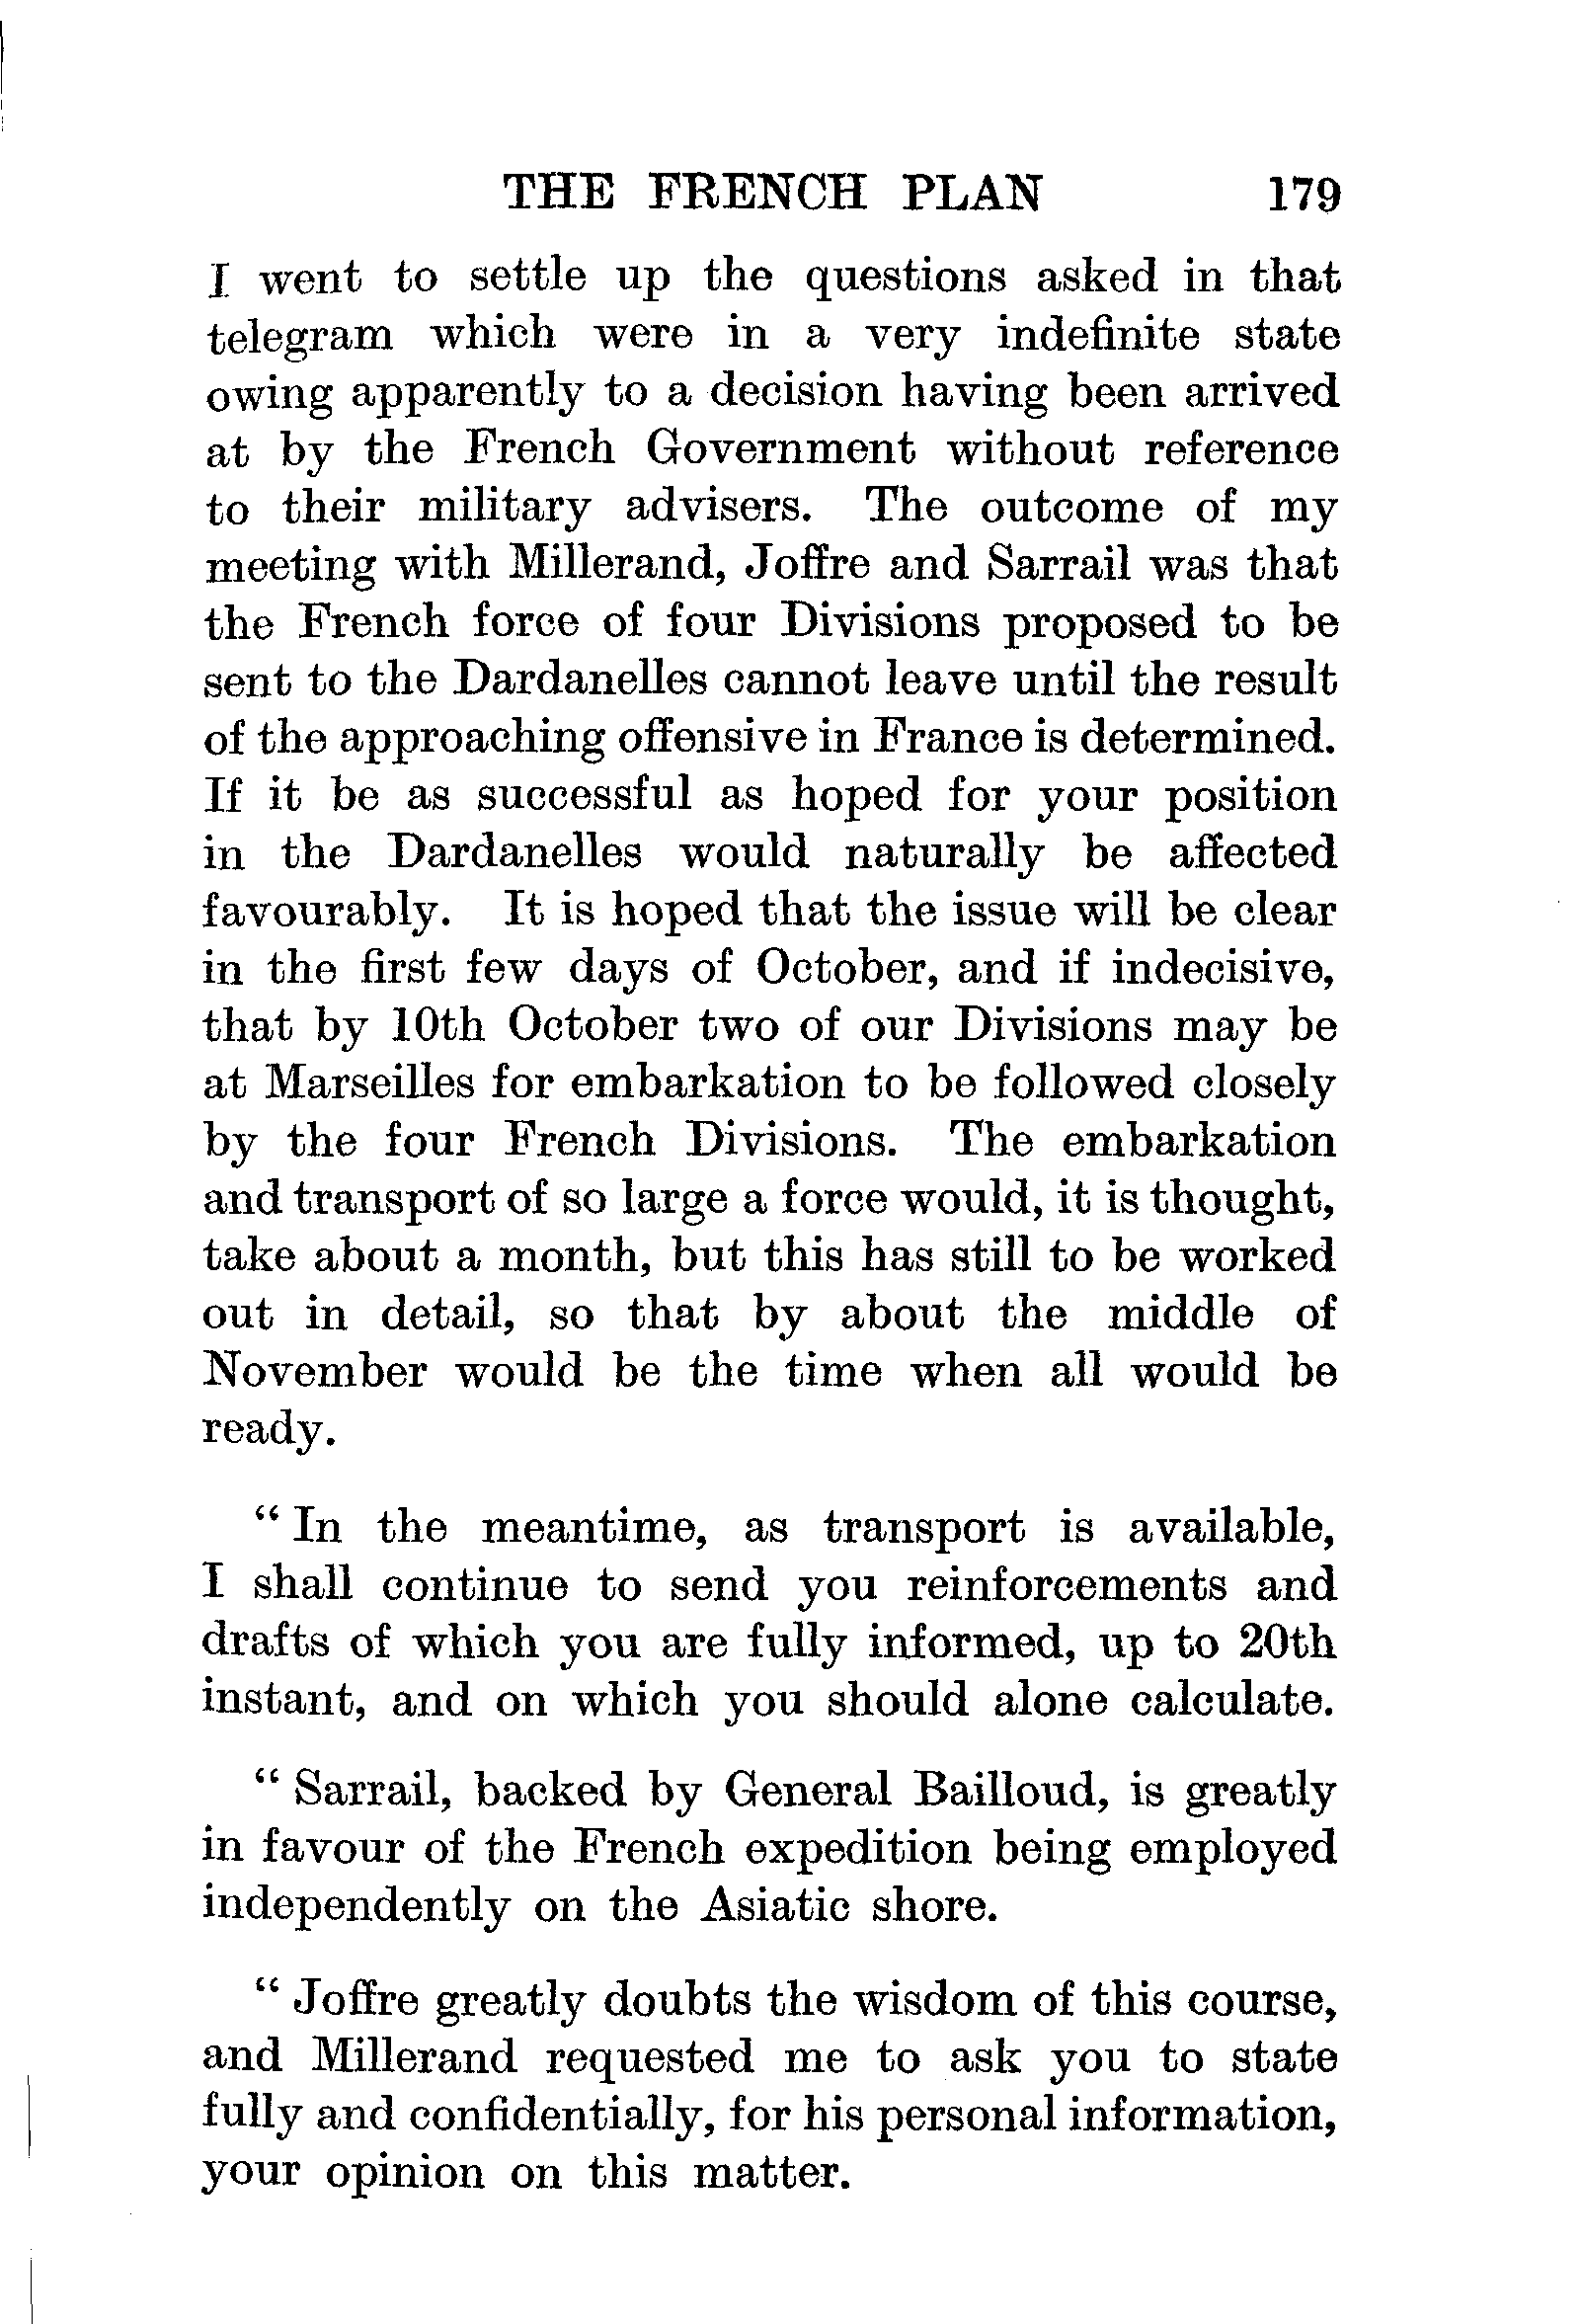 THE FRENCH PLAN 179
I went to settle up the questions asked in that
telegram which were in a very indefinite state
owing apparently to a decision having been arrived
at by the French Government without reference
to their military advisers. The outcome of my
meeting with Millerand, Joffre and Sarrail was that
the French force of four Divisions proposed to be
sent to the Dardanelles cannot leave until the result
of the approaching offensive in France is determined.
If it be as successful as hoped for your position
in the Dardanelles would naturally be affected
favourably. It is hoped that the issue will be clear
in the first few days of October, and if indecisive,
that by 10th October two of our Divisions may be
at Marseilles for embarkation to be followed closely
by the four French Divisions. The embarkation
and transport of so large a force would, it is thought,
take about a month, but this has still to be worked
out in detail, so that by about the middle of
November would be the time when all would be
ready.
“ In the meantime, as transport is available,
I shall continue to send you reinforcements and
drafts of which you are fully informed, up to 20th
instant, and on which you should alone calculate.
“ Sarrail, backed by General Bailloud, is greatly
in favour of the French expedition being employed
independently on the Asiatic shore.
“ Joffre greatly doubts the wisdom of this course,
and Millerand requested me to ask you to state
fully and confidentially, for his personal information,
your opinion on this matter.